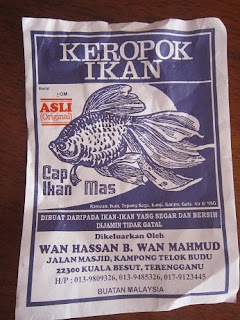 KEROPOK
IKAN
GM
ASLI
Original
Cap
Ikan Mas
DIBUAT DARIPADA IKAN-IKAN YANG SEGAR DAN BERSIH
DIJAMIN TIDAK GATAL
Dikeluarkan Oleh
WAN HASSAN B. WAN MAHMUD
JALAN MASJID, KAMPONG TELOK BUDU
22300 KUALA BESUT, TERENGGANU
H/P : 013-9809326, 013-9485326, 017-9123445
BUATAN MALAYSIA